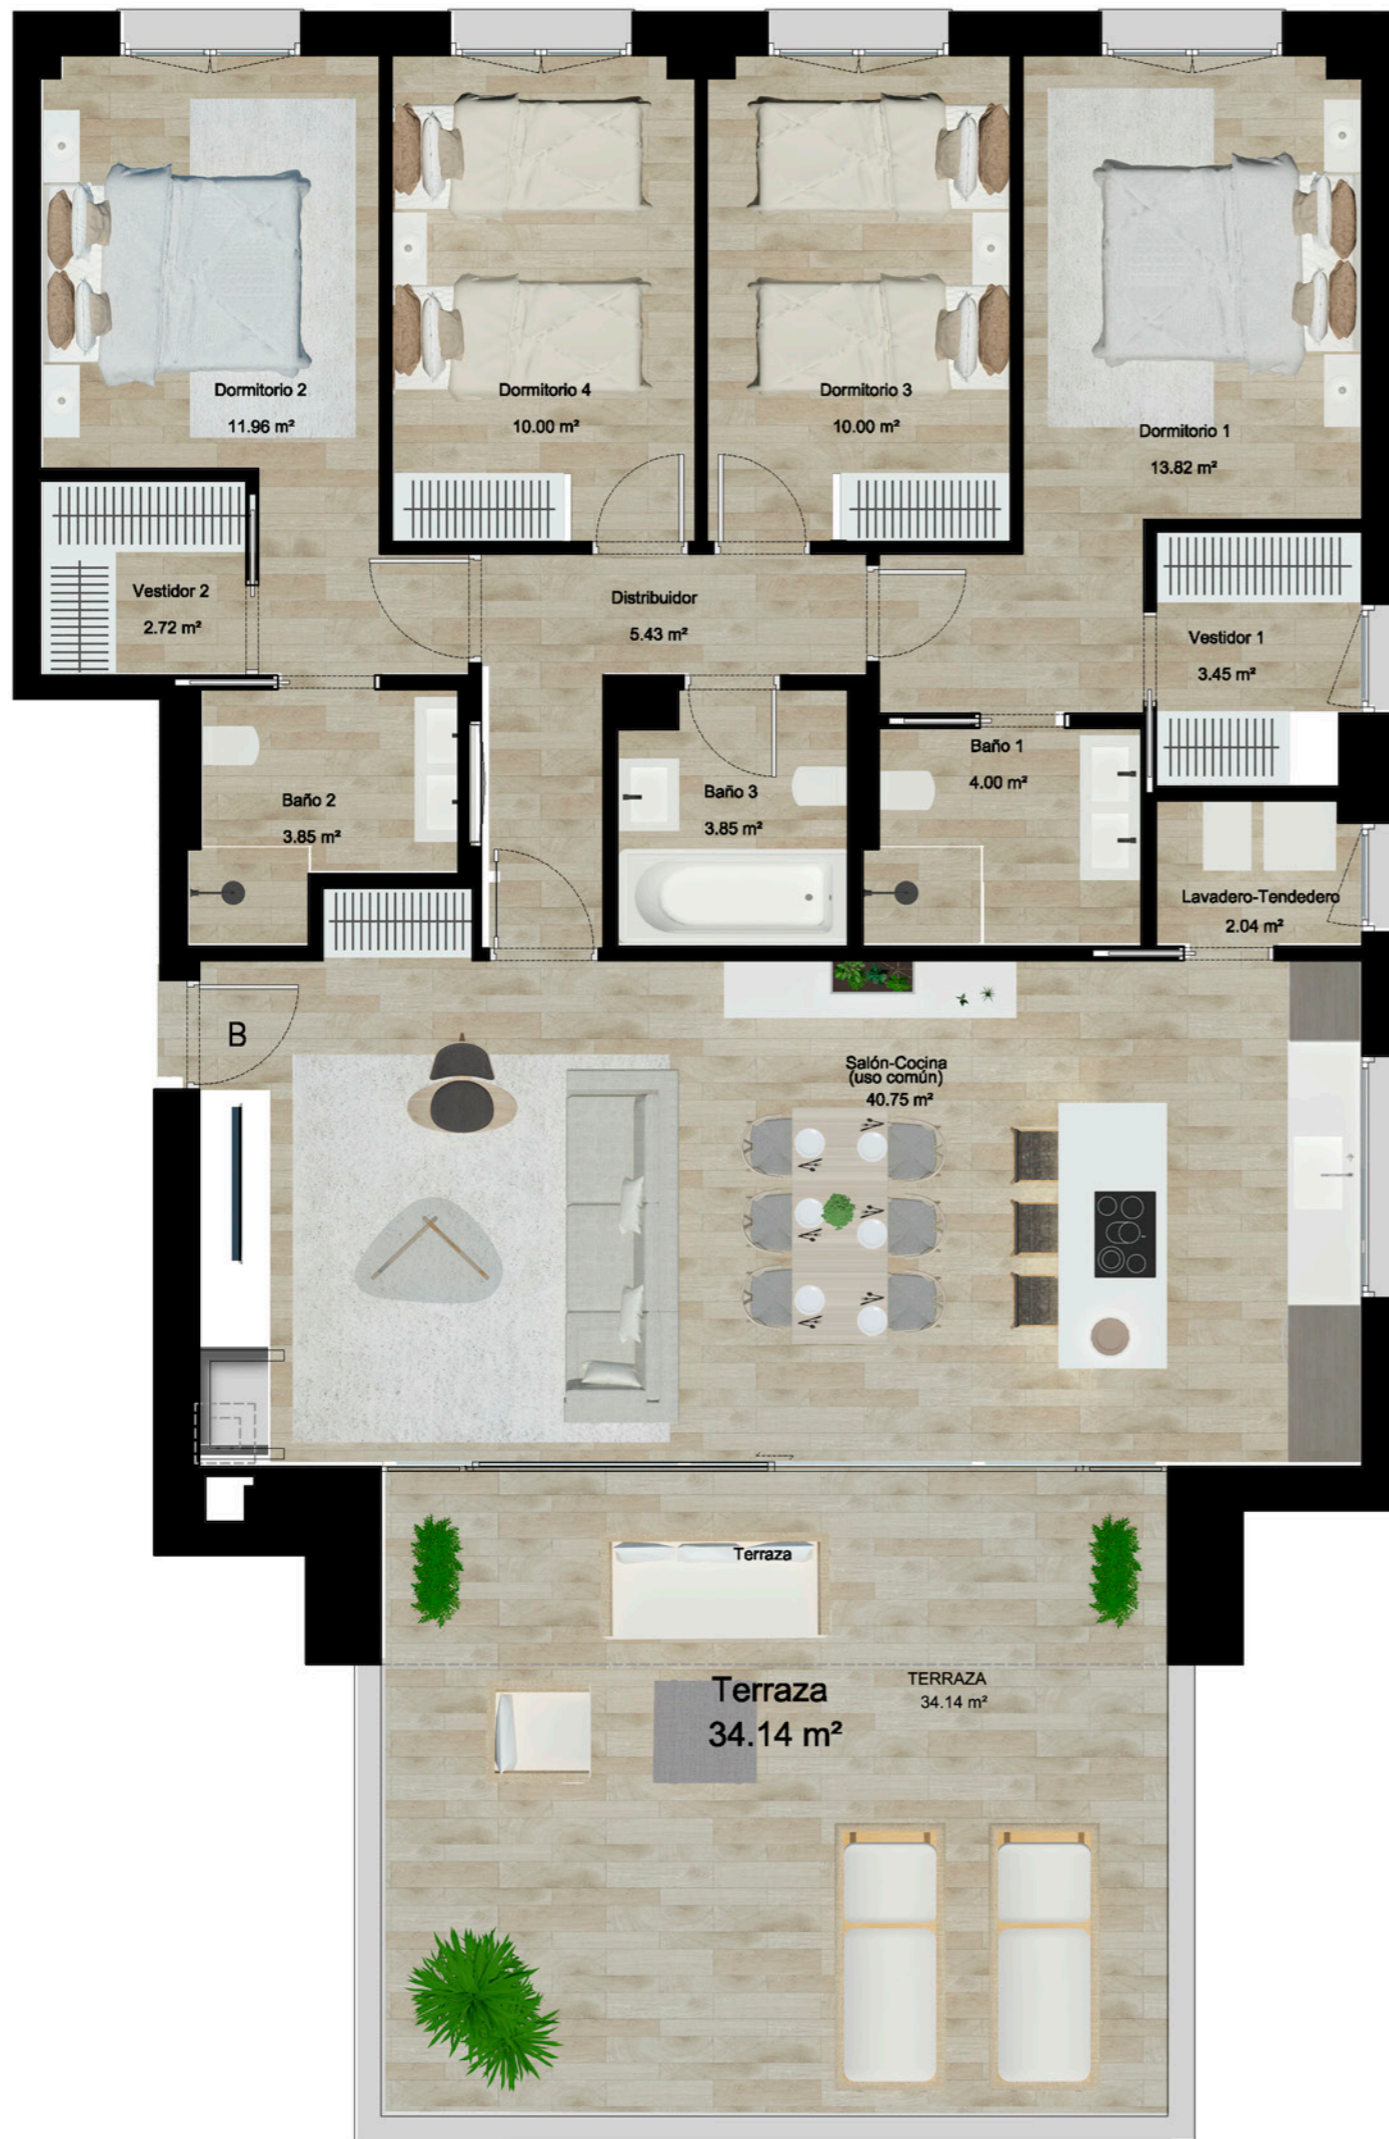 Dormitorio 2
11.96 m²
Dormitorio 4
10.00 m²
Dormitorio 3
10.00 m²
Dormitorio 1
13.82 m²
Vestidor 2
2.72 m²
Distribuidor
5.43 m²
Vestidor 1
3.45 m²
Baño 2
3.85 m²
Baño 3
3.85 m²
Baño 1
4.00 m²
Lavadero-Tendedero
2.04 m²
B
Salón-Cocina
(uso común)
40.75 m²
Terraza
Terraza
34.14 m²
TERRAZA
34.14 m²